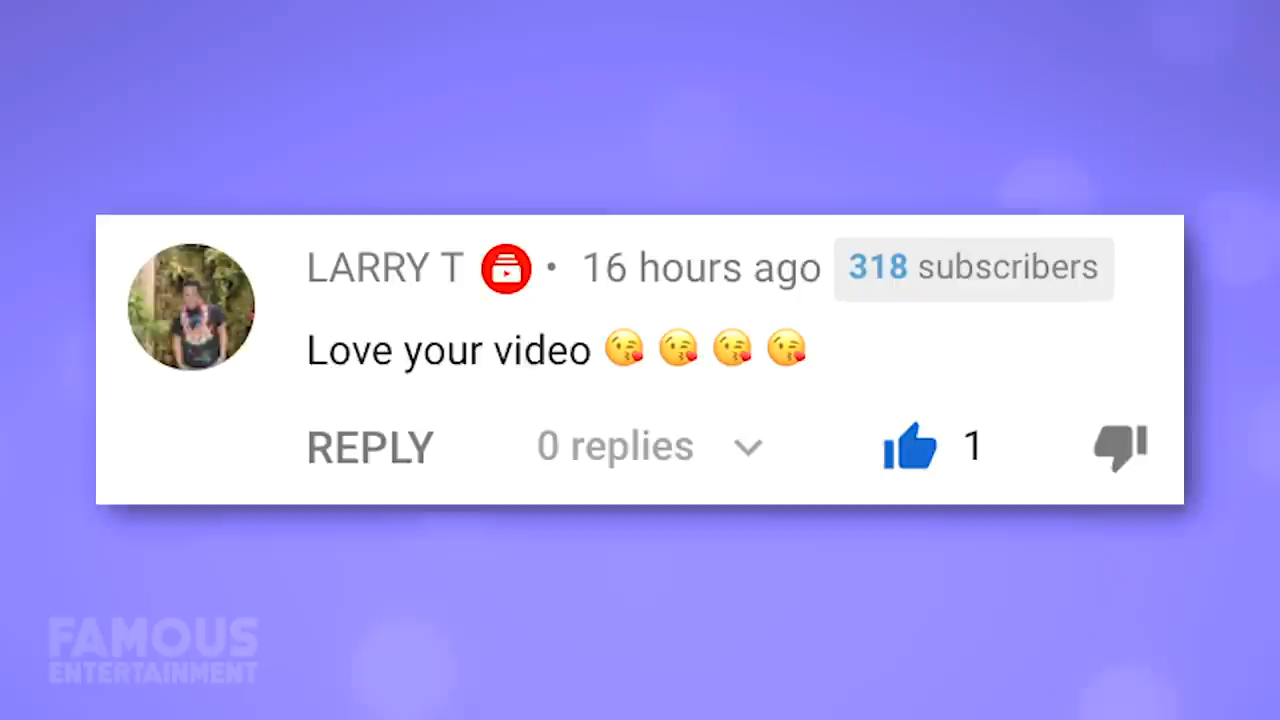 LARRY T • 16 hours ago 318 subscribers
Love your video 😘 😘 😘 😘
REPLY 0 replies 1
FAMOUS
ENTERTAINMENT